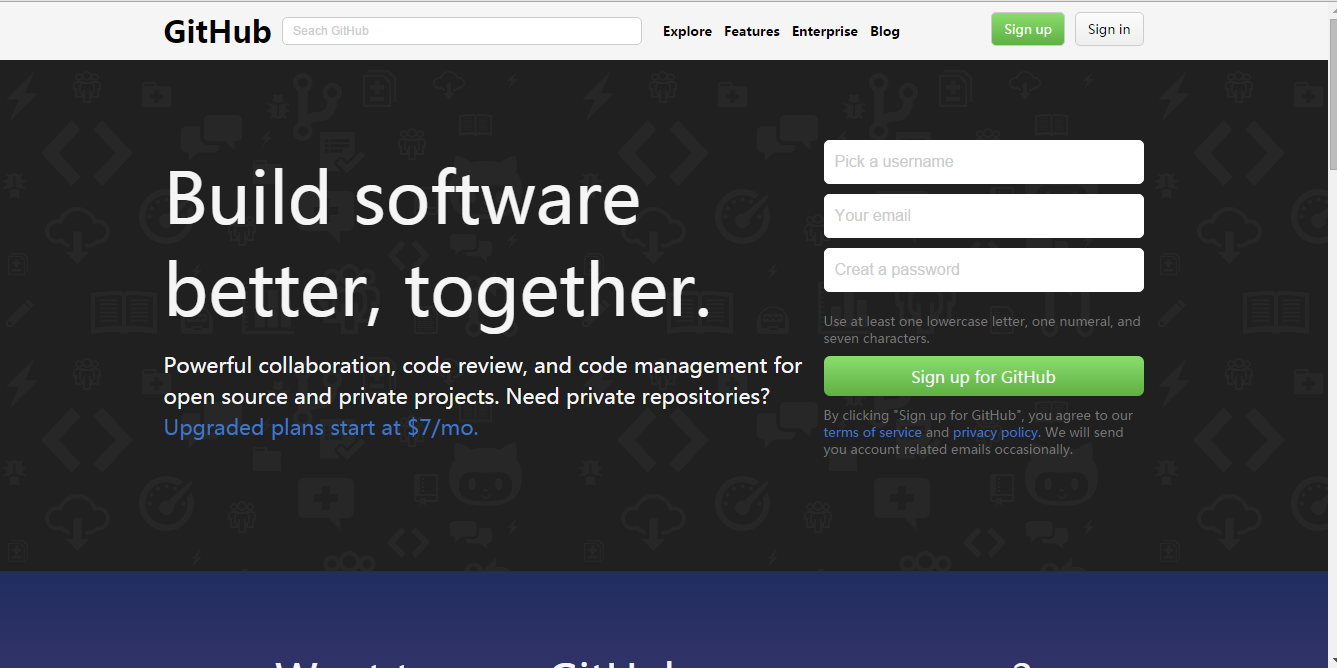 GitHub
Seach GitHub
Explore Features Enterprise Blog
Sign up
Sign in
Build software
better, together.
Powerful collaboration, code review, and code management for
open source and private projects. Need private repositories?
Upgraded plans start at $7/mo.
Pick a username
Your email
Creat a password
Use at least one lowercase letter, one numeral, and
seven characters.
Sign up for GitHub
By clicking "Sign up for GitHub", you agree to our
terms of service and privacy policy. We will send
you account related emails occasionally.